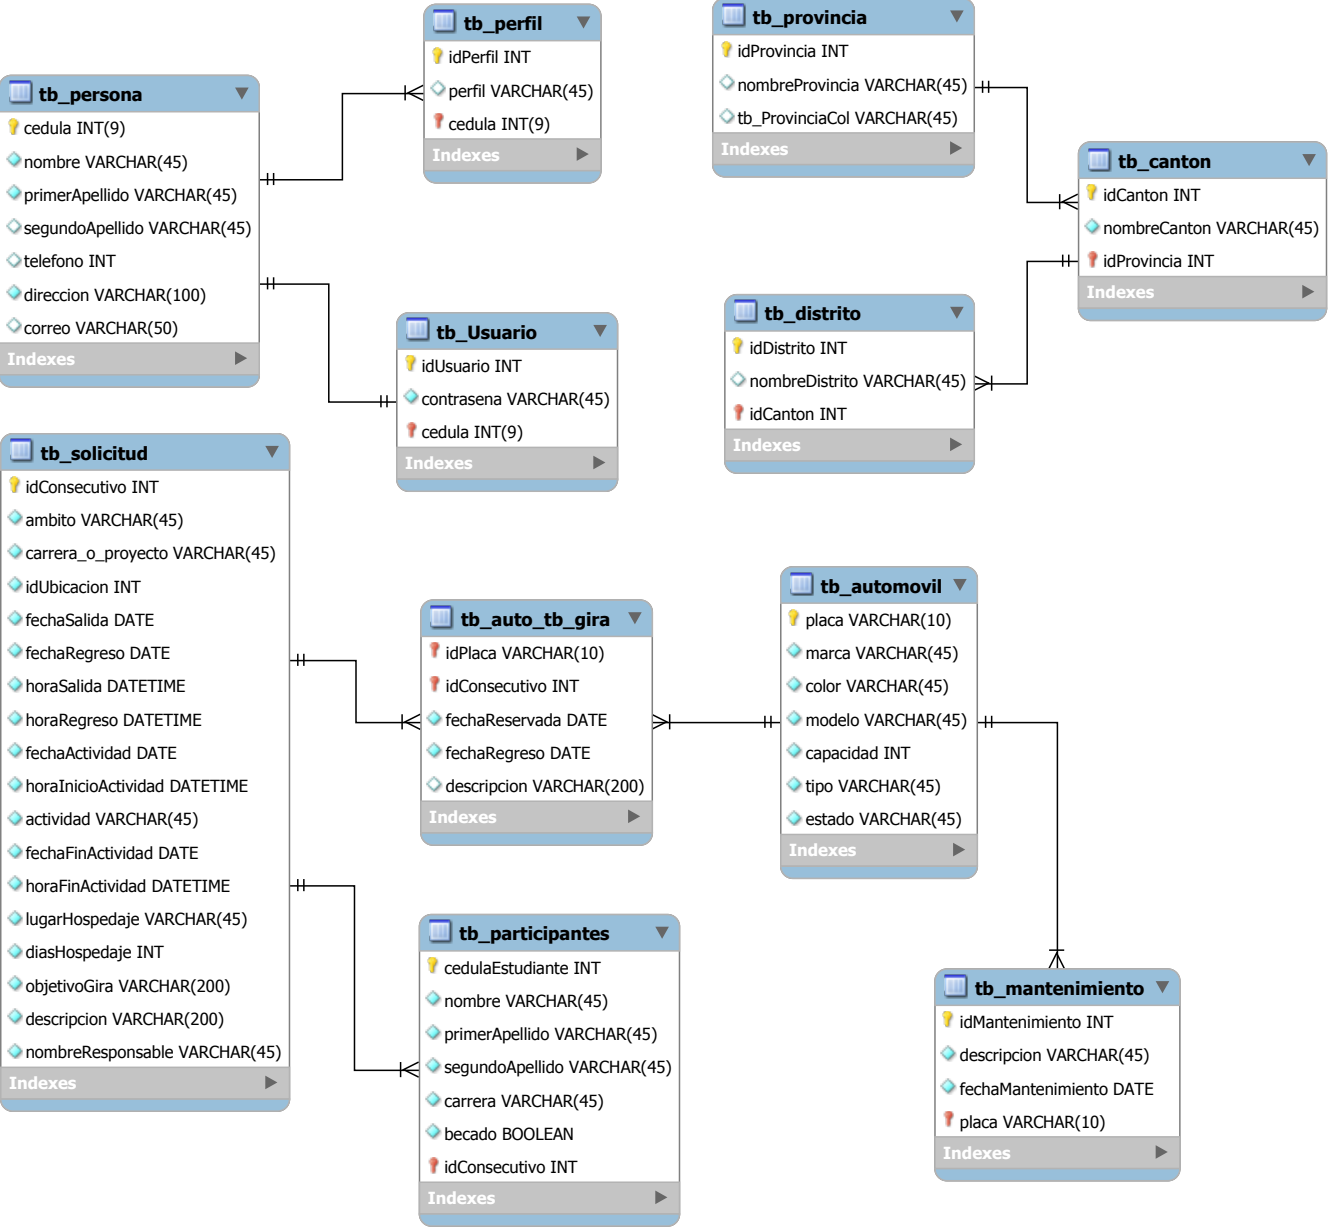 tb_perfil
idPerfil INT
perfil VARCHAR(45)
cedula INT(9)
Indexes
tb_provincia
idProvincia INT
nombreProvincia VARCHAR(45)
tb_ProvinciaCol VARCHAR(45)
Indexes
tb_persona
cedula INT(9)
nombre VARCHAR(45)
primerApellido VARCHAR(45)
segundoApellido VARCHAR(45)
telefono INT
direccion VARCHAR(100)
correo VARCHAR(50)
Indexes
tb_canton
idCanton INT
nombreCanton VARCHAR(45)
idProvincia INT
Indexes
tb_Usuario
idUsuario INT
contrasena VARCHAR(45)
cedula INT(9)
Indexes
tb_distrito
idDistrito INT
nombreDistrito VARCHAR(45)
idCanton INT
Indexes
tb_solicitud
idConsecutivo INT
ambito VARCHAR(45)
carrera_o_proyecto VARCHAR(45)
idUbicacion INT
fechaSalida DATE
fechaRegreso DATE
horaSalida DATETIME
horaRegreso DATETIME
fechaActividad DATE
horaInicioActividad DATETIME
actividad VARCHAR(45)
fechaFinActividad DATE
horaFinActividad DATETIME
lugarHospedaje VARCHAR(45)
diasHospedaje INT
objetivoGira VARCHAR(200)
descripcion VARCHAR(200)
nombreResponsable VARCHAR(45)
Indexes
tb_auto_tb_gira
idPlaca VARCHAR(10)
idConsecutivo INT
fechaReservada DATE
fechaRegreso DATE
descripcion VARCHAR(200)
Indexes
tb_automovil
placa VARCHAR(10)
marca VARCHAR(45)
color VARCHAR(45)
modelo VARCHAR(45)
capacidad INT
tipo VARCHAR(45)
estado VARCHAR(45)
Indexes
tb_participantes
cedulaEstudiante INT
nombre VARCHAR(45)
primerApellido VARCHAR(45)
segundoApellido VARCHAR(45)
carrera VARCHAR(45)
becado BOOLEAN
idConsecutivo INT
Indexes
tb_mantenimiento
idMantenimiento INT
descripcion VARCHAR(45)
fechaMantenimiento DATE
placa VARCHAR(10)
Indexes